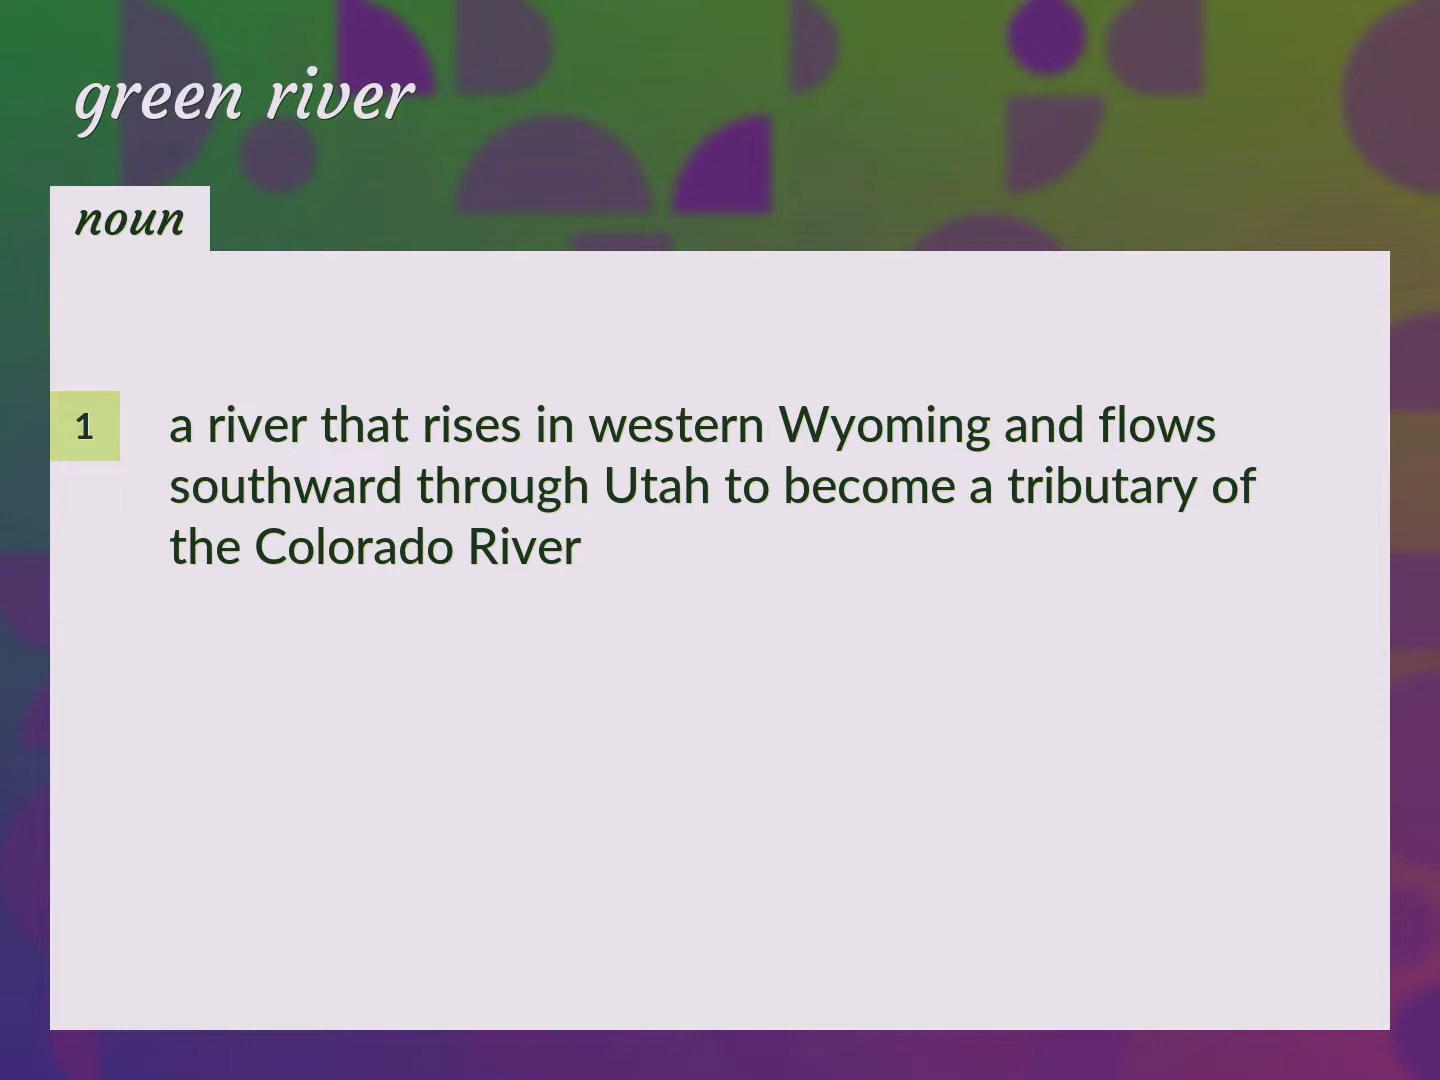 green river
noun
1
a river that rises in western Wyoming and flows
southward through Utah to become a tributary of
the Colorado River